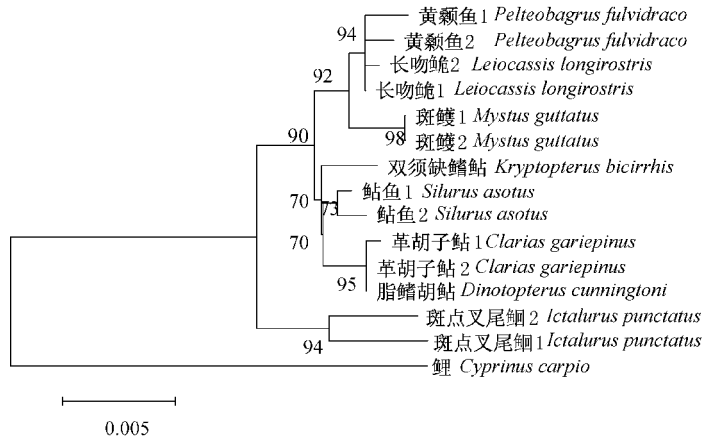 黄颡鱼1 Pelteobagrus fulvidraco
94
黄颡鱼2 Pelteobagrus fulvidraco
长吻鮠2 Leiocassis longirostris
92
长吻鮠1 Leiocassis longirostris
斑鳠1 Mystus guttatus
90
98
斑鳠2 Mystus guttatus
双须缺鳍鲇 Kryptopterus bicirrhis
鲇鱼1 Silurus asotus
70
73
鲇鱼2 Silurus asotus
70
革胡子鲇1 Clarias gariepinus
革胡子鲇2 Clarias gariepinus
95
脂鳍胡鲇 Dinotopterus cunningtoni
斑点叉尾鮰2 Ictalurus punctatus
94
斑点叉尾鮰1 Ictalurus punctatus
鲤 Cyprinus carpio
0.005